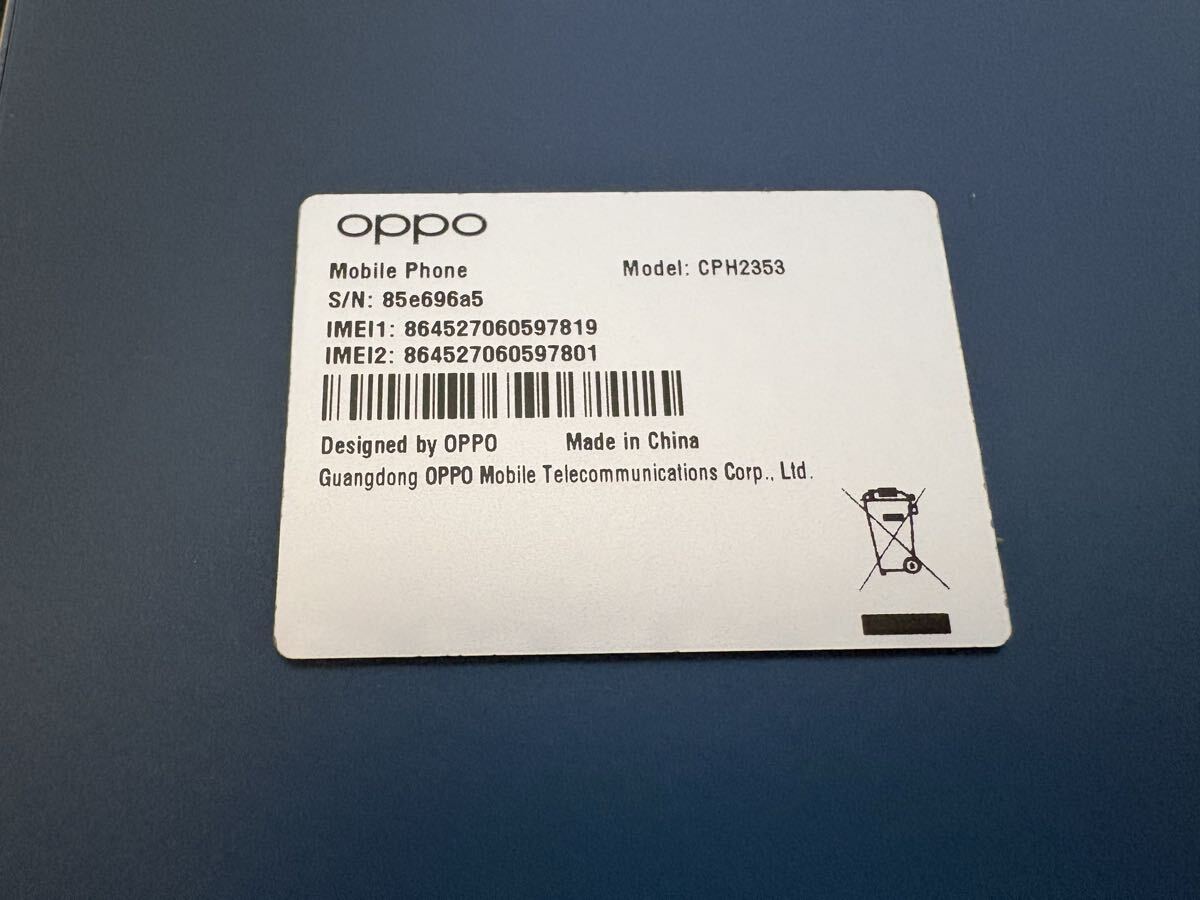 oppo
Mobile Phone Model: CPH2353
S/N: 85e696a5
IMEI1: 864527060597819
IMEI2: 864527060597801
Designed by OPPO Made in China
Guangdong OPPO Mobile Telecommunications Corp., Ltd.